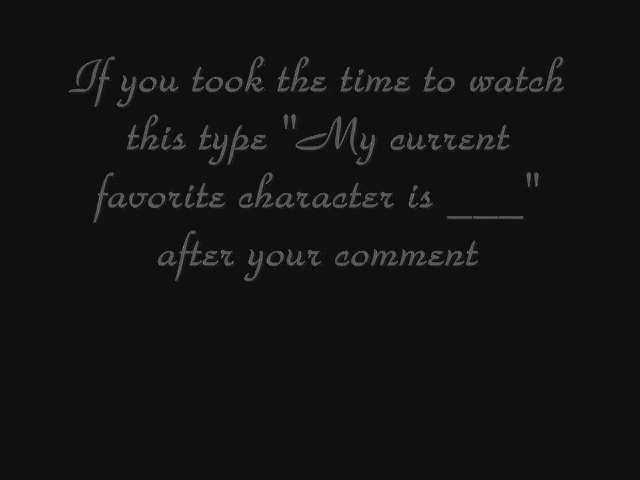 If you took the time to watch
this type "My current
favorite character is ___"
after your comment